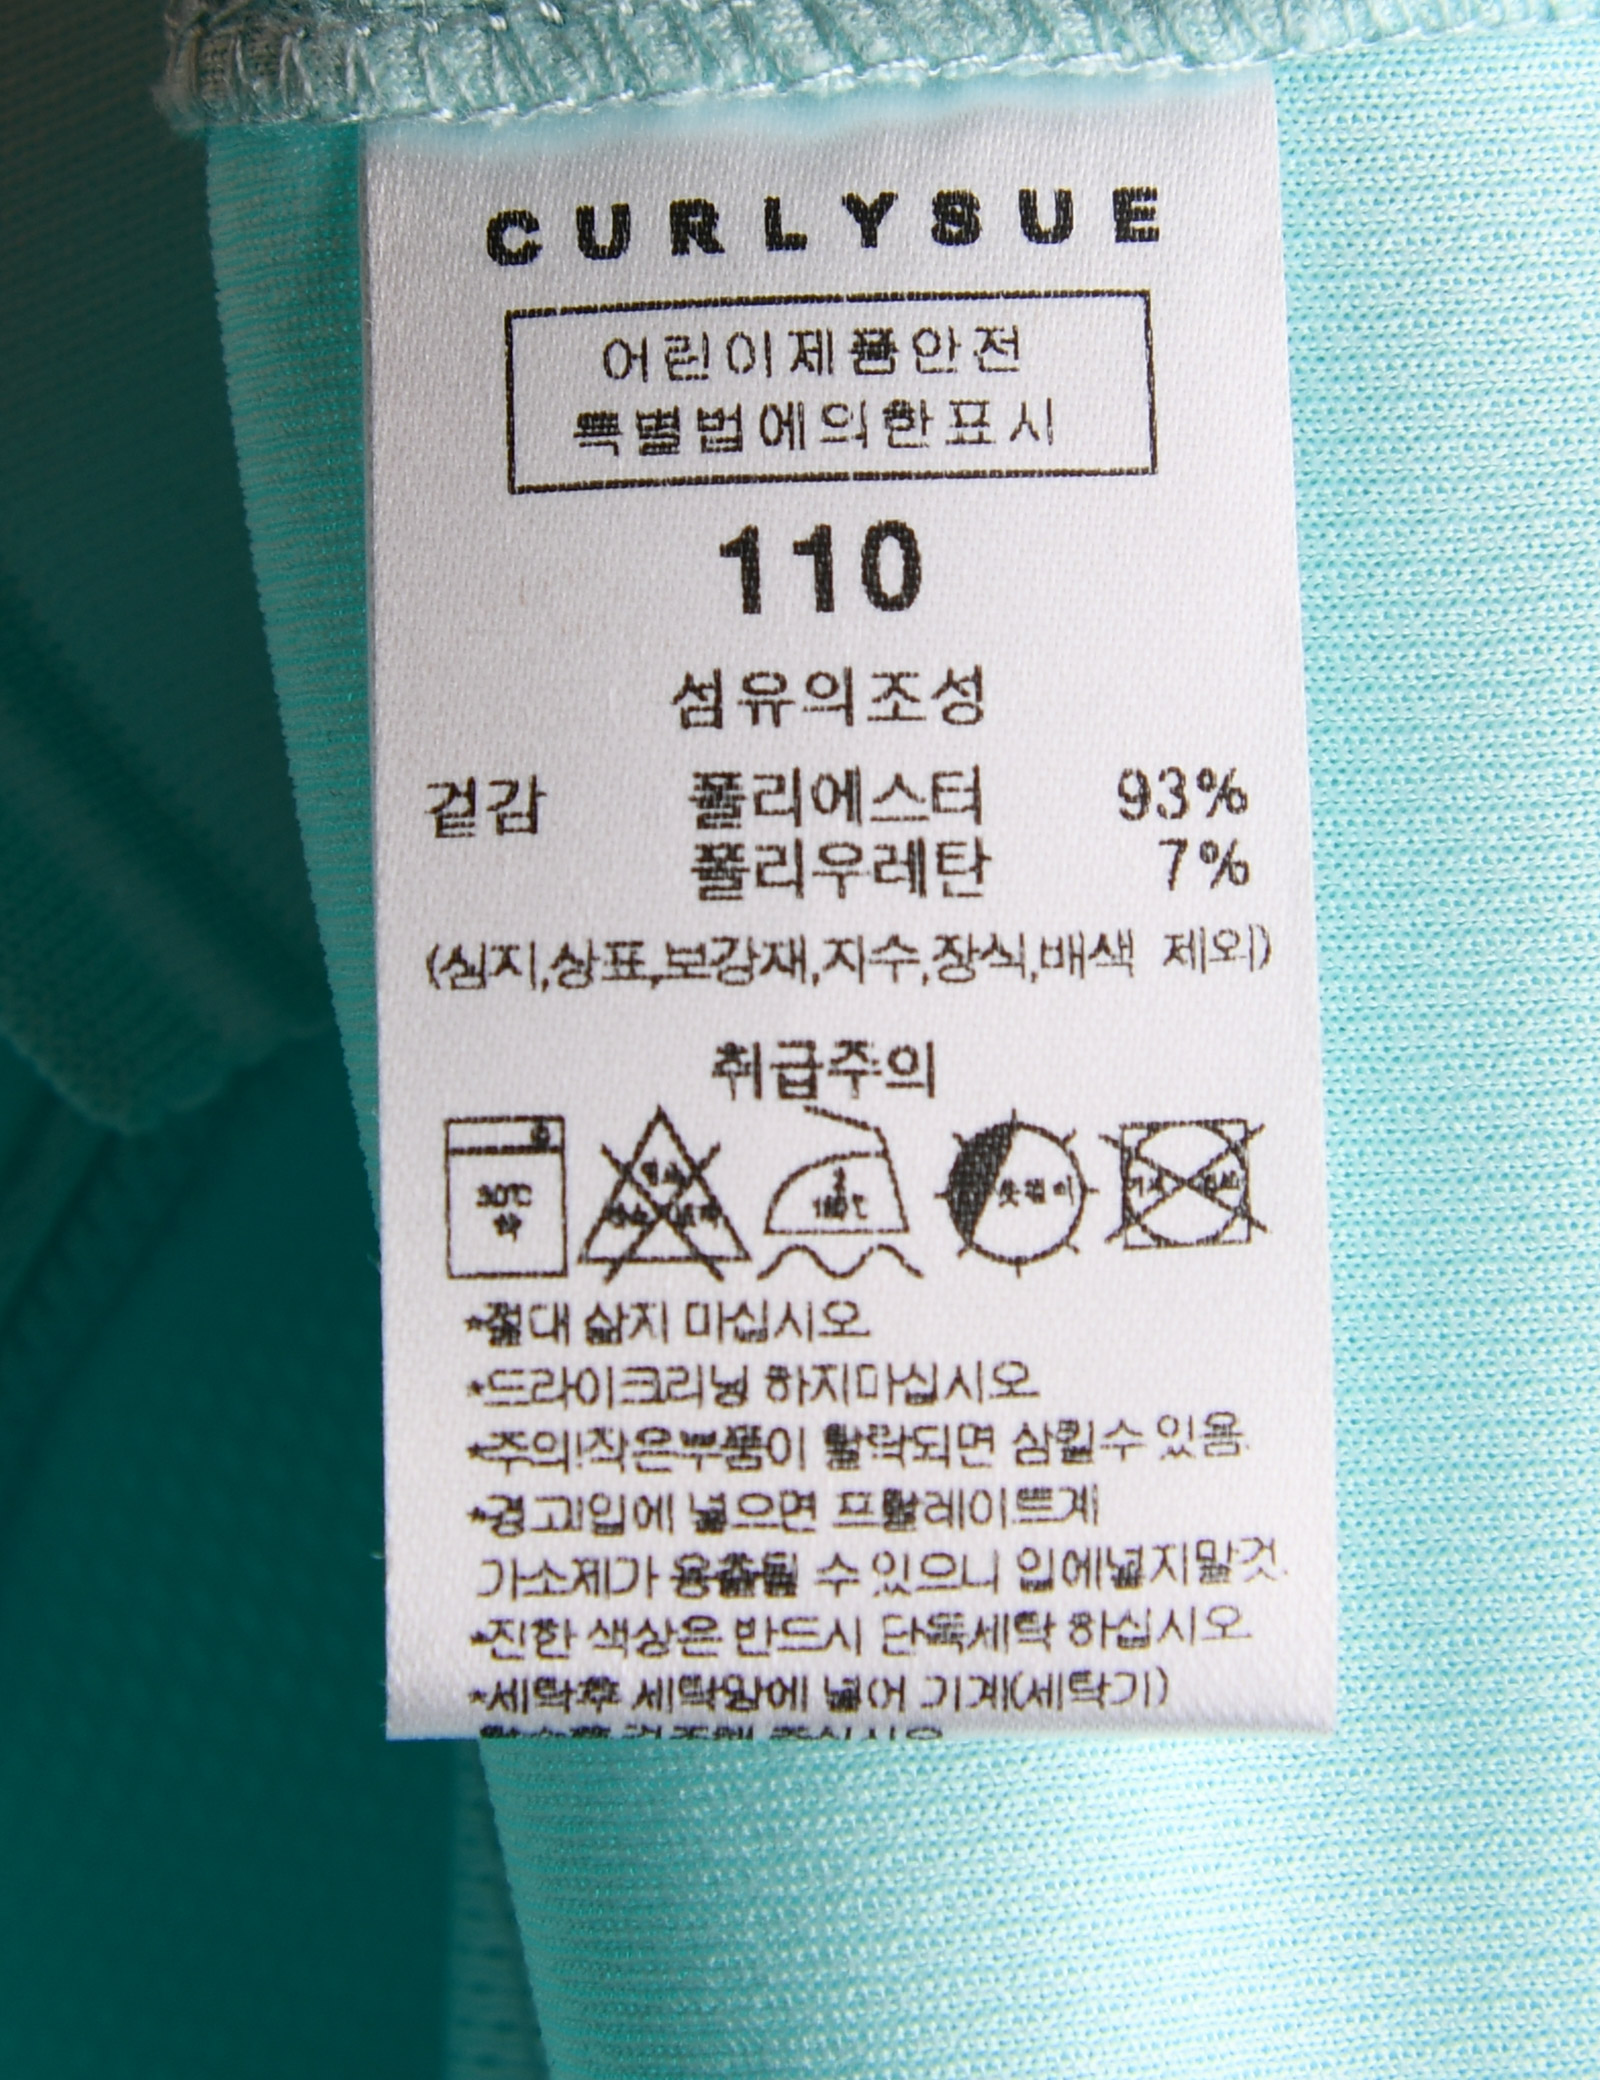 CURLYSUE
어린이제품안전
특별법에의한표시
110
섬유의조성
겉감 폴리에스터 93%
폴리우레탄 7%
(심지,상표,보강재,자수,장식,배색 제외)
취급주의
30℃
*절대 삶지 마십시오
*드라이크리닝 하지마십시오
*주의!작은부품이 탈락되면 삼킬수 있음.
*경고!입에 넣으면 프탈레이트계
가소제가 용출될 수 있으니 입에넣지말것.
*진한 색상은 반드시 단독세탁 하십시오
*세탁후 세탁망에 넣어 기계(세탁기)